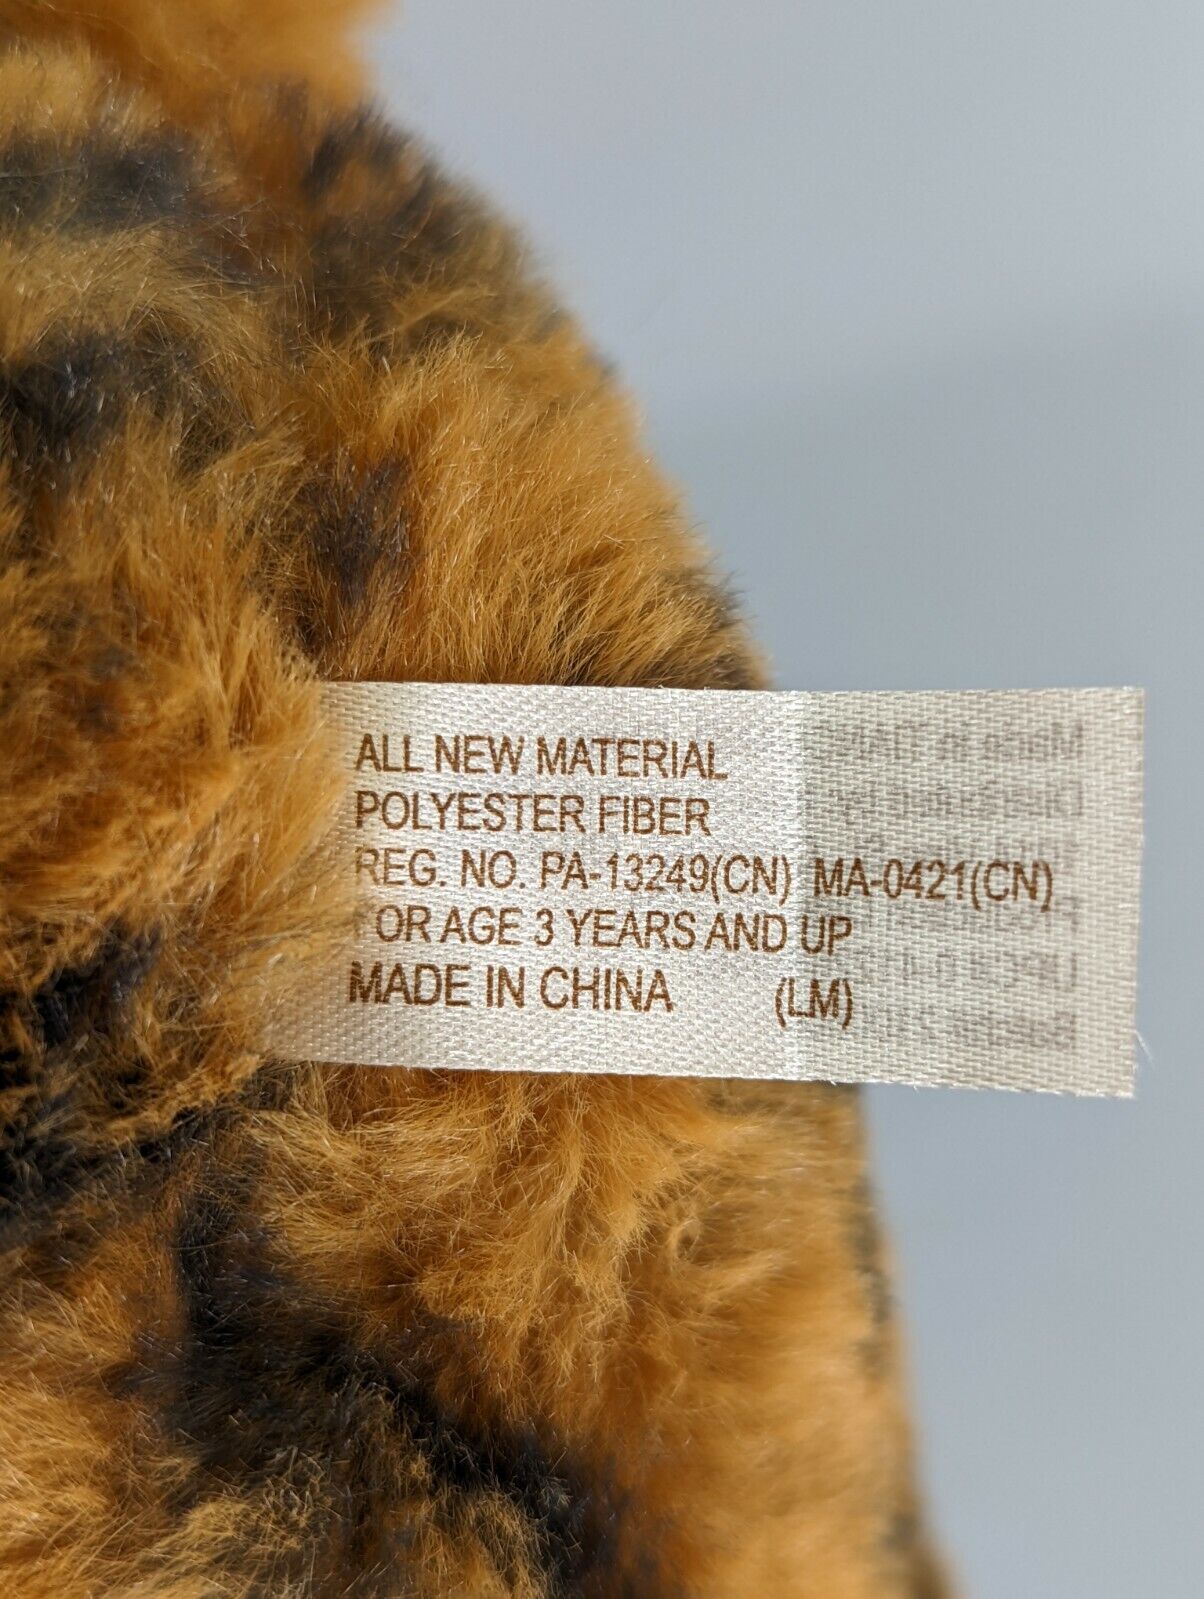 ALL NEW MATERIAL
POLYESTER FIBER
REG. NO. PA-13249(CN) MA-0421(CN)
FOR AGE 3 YEARS AND UP
MADE IN CHINA (LM)